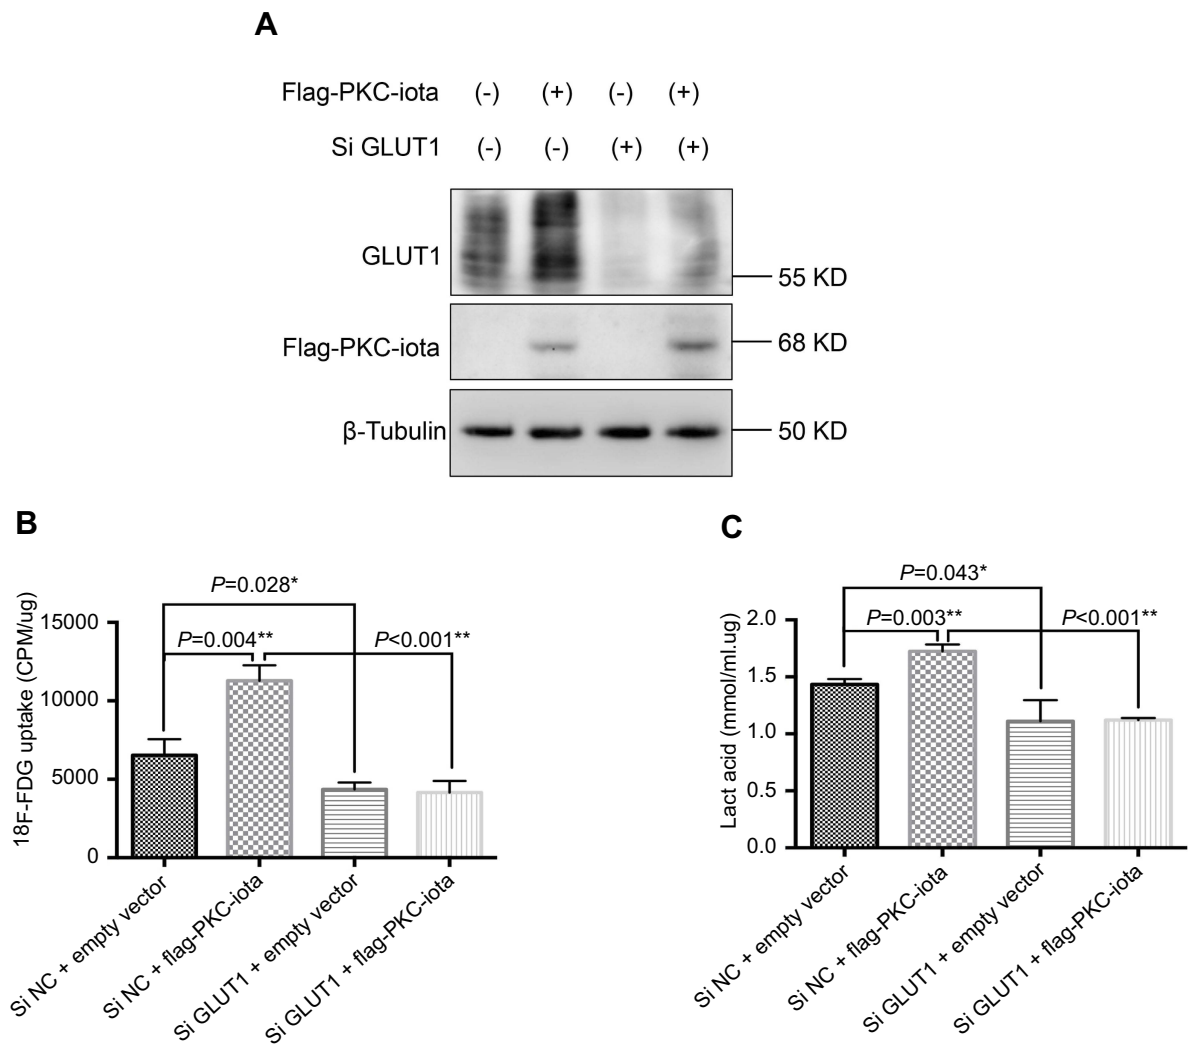 A
Flag-PKC-iota (-) (+) (-) (+)
Si GLUT1 (-) (-) (+) (+)
GLUT1
55 KD
Flag-PKC-iota
68 KD
β-Tubulin
50 KD
B
18F-FDG uptake (CPM/ug)
15000
10000
5000
0
P=0.028*
P=0.004**
P<0.001**
Si NC + empty vector
Si NC + flag-PKC-iota
Si GLUT1 + empty vector
Si GLUT1 + flag-PKC-iota
C
Lact acid (mmol/ml.ug)
2.0
1.5
1.0
0.5
0.0
P=0.043*
P=0.003**
P<0.001**
Si NC + empty vector
Si NC + flag-PKC-iota
Si GLUT1 + empty vector
Si GLUT1 + flag-PKC-iota